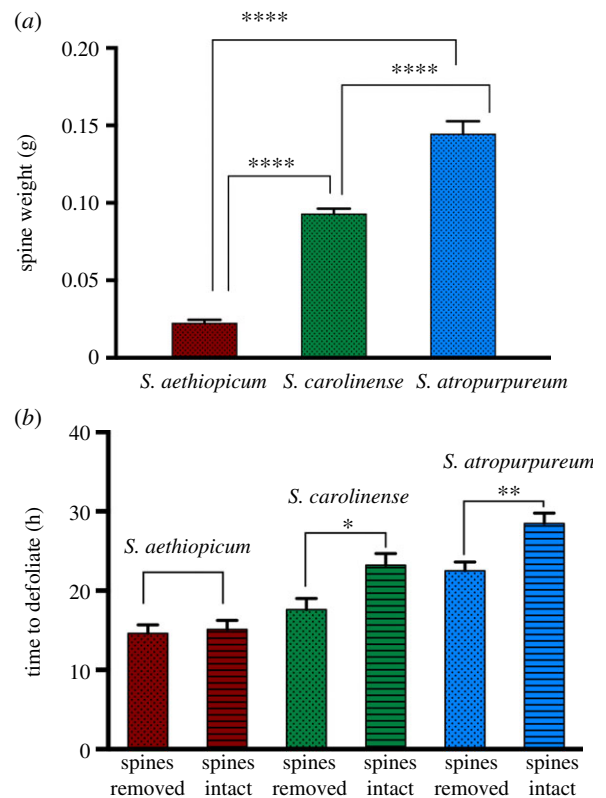 (a)
****
****
****
spine weight (g)
0.20
0.15
0.10
0.05
0
S. aethiopicum S. carolinense S. atropurpureum
(b)
time to defoliate (h)
40
30
20
10
0
S. aethiopicum
S. carolinense
*
S. atropurpureum
**
spines removed
spines intact
spines removed
spines intact
spines removed
spines intact